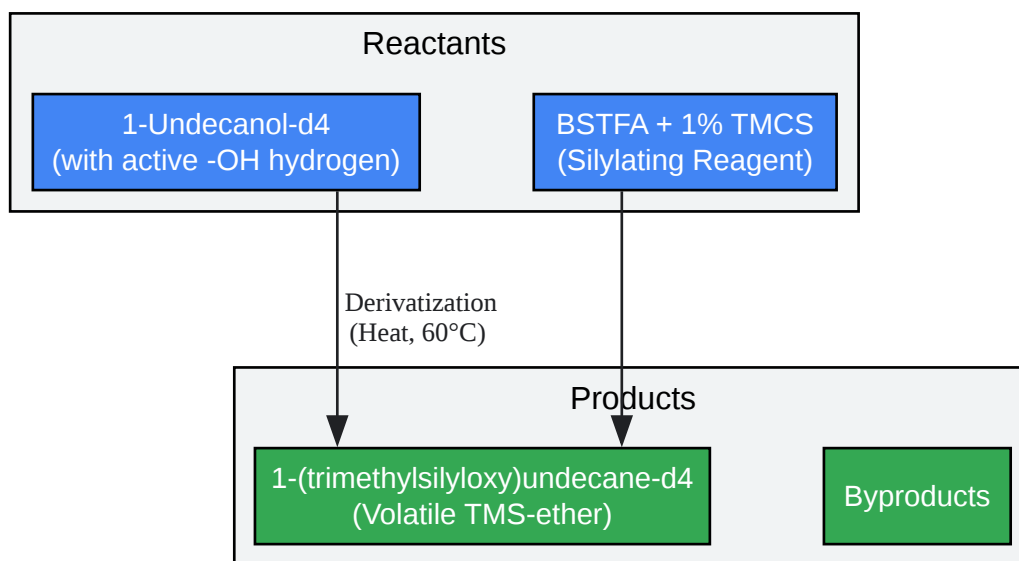 Reactants
1-Undecanol-d4
(with active -OH hydrogen)
BSTFA + 1% TMCS
(Silylating Reagent)
Derivatization
(Heat, 60°C)
Products
1-(trimethylsilyloxy)undecane-d4
(Volatile TMS-ether)
Byproducts